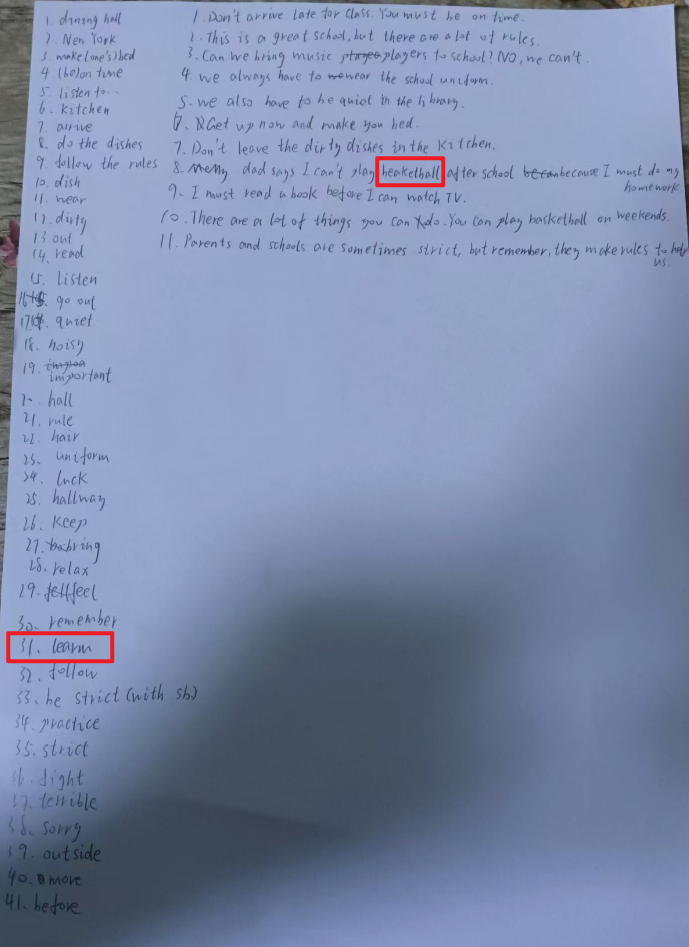 1. dining hall
2. New York
3. make(one's) bed
4. (be)on time
5. listen to...
6. kitchen
7. arrive
8. do the dishes
9. follow the rules
10. dish
11. wear
12. dirty
13 out
14. read
15. listen
16. go out
17. quiet
18. noisy
19. important
20. hall
21. rule
22. hair
23. uniform
24. luck
25. hallway
26. keep
27. bring
28. relax
29. feel
30. remember
31. learm
32. follow
33. be strict (with sb)
34. practice
35. strict
36. fight
37. terrible
38. sorry
39. outside
40. more
41. before
1. Don't arrive late for class. You must be on time.
2. This is a great school, but there are a lot of rules.
3. Can we bring music players to school? NO, we can't.
4. we always have to wear the school uniform.
5. we also have to be quiet in the library.
6. Get up now and make you bed.
7. Don't leave the dirty dishes in the kitchen.
8. My dad says I can't play beaketball after school because I must do my
homework
9. I must read a book before I can watch TV.
10. There are a lot of things you can do. You can play basketball on weekends.
11. Parents and schools are sometimes strict, but remember, they make rules to help
us.